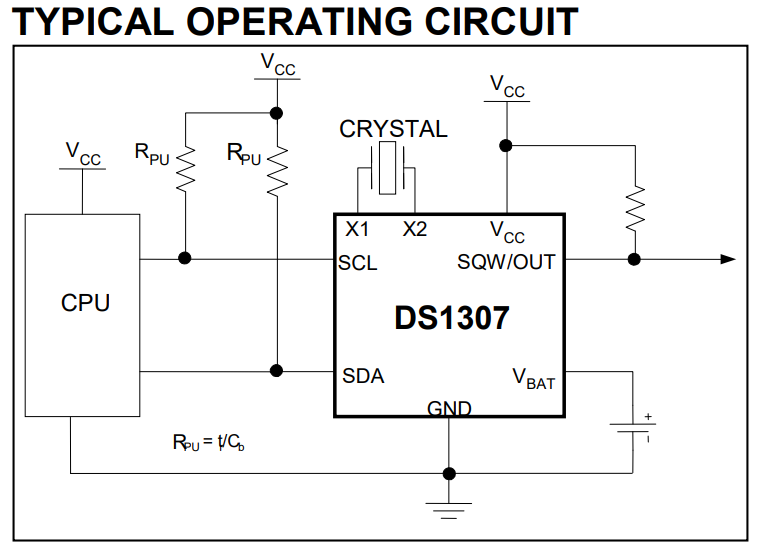 TYPICAL OPERATING CIRCUIT
VCC
VCC
CRYSTAL
VCC
RPU
RPU
X1
X2
VCC
SCL
SQW/OUT
CPU
DS1307
SDA
VBAT
GND
+
RPU = tr/Cb